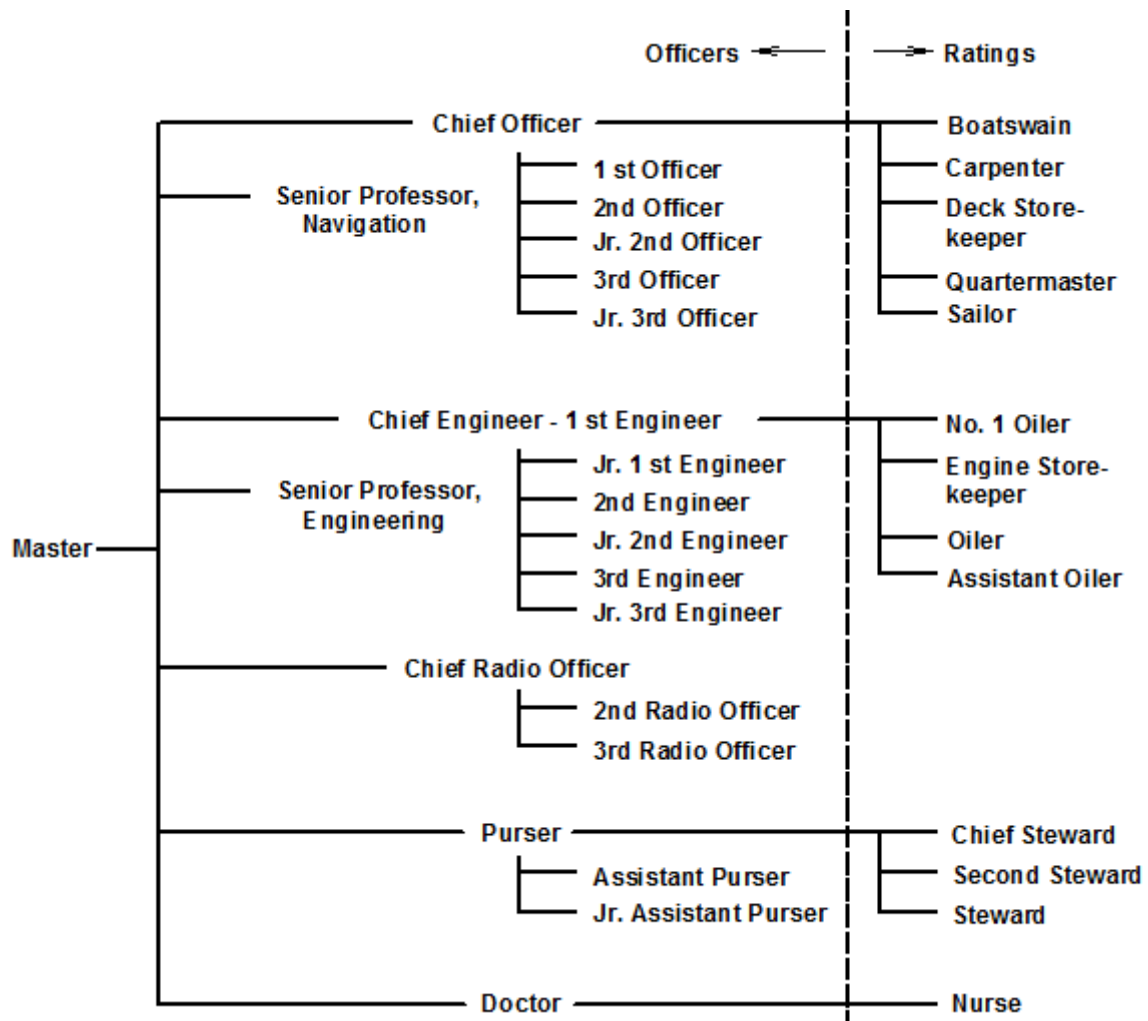 Officers
Ratings
Chief Officer
Boatswain
1 st Officer
Carpenter
Senior Professor,
Navigation
2nd Officer
Deck Store-
keeper
Jr. 2nd Officer
3rd Officer
Quartermaster
Jr. 3rd Officer
Sailor
Chief Engineer - 1 st Engineer
No. 1 Oiler
Jr. 1 st Engineer
Engine Store-
keeper
Senior Professor,
Engineering
2nd Engineer
Jr. 2nd Engineer
Oiler
Master
3rd Engineer
Assistant Oiler
Jr. 3rd Engineer
Chief Radio Officer
2nd Radio Officer
3rd Radio Officer
Purser
Chief Steward
Assistant Purser
Second Steward
Jr. Assistant Purser
Steward
Doctor
Nurse